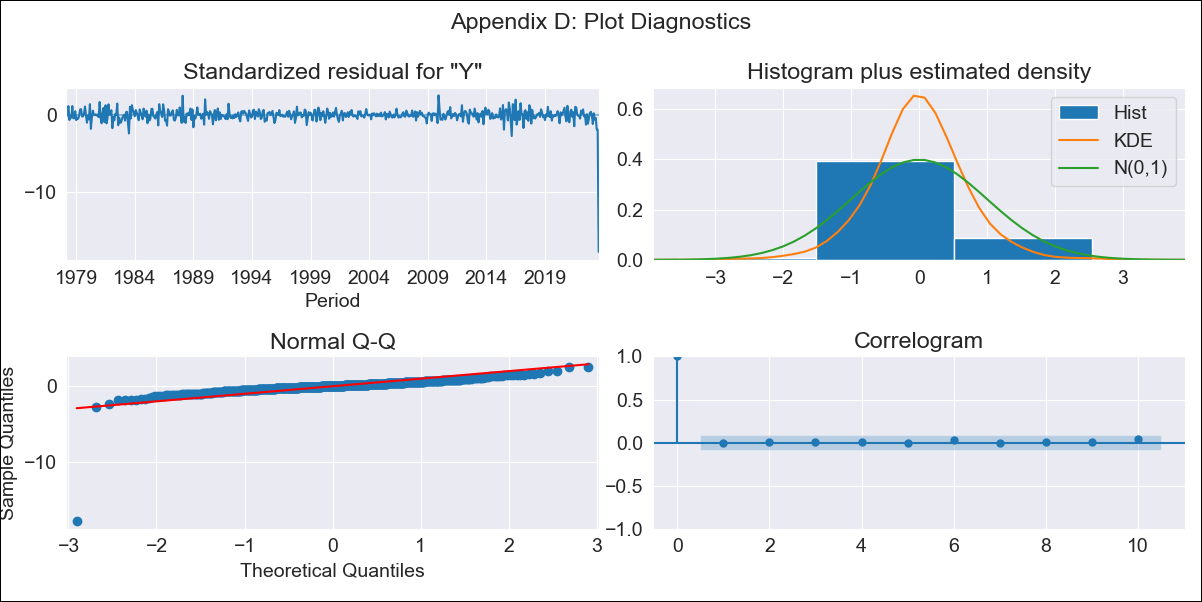 Appendix D: Plot Diagnostics
Standardized residual for "Y"
0
−10
1979 1984 1989 1994 1999 2004 2009 2014 2019
Period
Histogram plus estimated density
0.6
0.4
0.2
0.0
−3 −2 −1 0 1 2 3
Hist
KDE
N(0,1)
Normal Q-Q
Sample Quantiles
0
−10
−3 −2 −1 0 1 2 3
Theoretical Quantiles
Correlogram
1.0
0.5
0.0
−0.5
−1.0
0 2 4 6 8 10